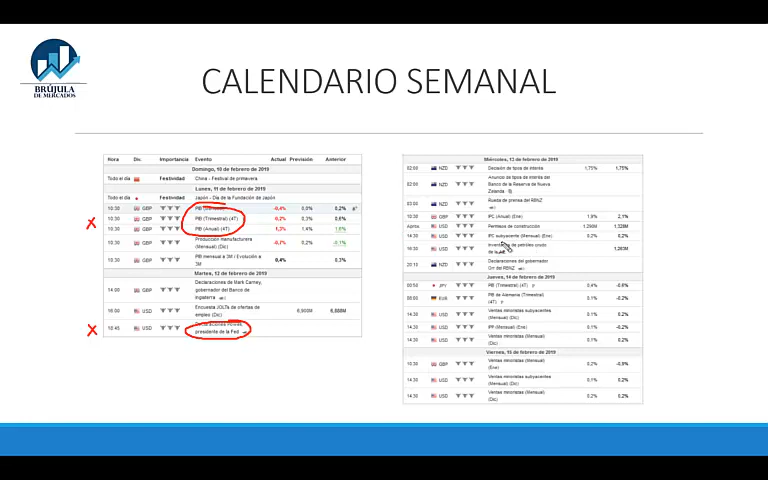 BRÚJULA
DE MERCADOS
CALENDARIO SEMANAL
Hora Div. Importancia Evento Actual Previsión Anterior
Domingo, 10 de febrero de 2019
Todo el día Festividad China - Festival de primavera
Lunes, 11 de febrero de 2019
Todo el día Festividad Japón - Día de la Fundación de Japón
10:30 GBP PIB -0,4% 0,0% 0,2%
10:30 GBP PIB (Trimestral) (4T) 0,2% 0,3% 0,6%
10:30 GBP PIB (Anual) (4T) 1,3% 1,4%
10:30 GBP Producción manufacturera
(Mensual) (Dic) -0,7% 0,2% -0,1%
10:30 GBP PIB mensual a 3M / Evolución a
3M 0,4% 0,3%
Martes, 12 de febrero de 2019
14:00 GBP Declaraciones de Mark Carney,
gobernador del Banco de
Inglaterra
16:00 USD Encuesta JOLTs de ofertas de
empleo (Dic)
18:45 USD presidente de la Fed
Miércoles, 13 de febrero de 2019
02:00 NZD Decisión de tipos de interés 1,75% 1,75%
02:00 NZD Anuncio de tipos de interés del
Banco de la Reserva de Nueva
Zelanda
03:00 NZD Rueda de prensa del RBNZ
10:30 GBP IPC (Anual) (Ene) 1,9% 2,1%
USD Permisos de construcción 1,328M
14:30 USD IPC subyacente (Mensual) (Ene) 0,2% 0,2%
16:30 USD de petróleo crudo
de la 1,263M
20:10 NZD Declaraciones del gobernador
Orr del RBNZ
Jueves, 14 de febrero de 2019
00:50 JPY PIB (Trimestral) (4T) P 0,4% -0,6%
08:00 EUR PIB de Alemania (Trimestral)
(4T) P 0,1% -0,2%
14:30 USD Ventas minoristas subyacentes
(Mensual) (Dic) 0,1% 0,2%
14:30 USD IPP (Mensual) (Ene) 0,1% -0,2%
14:30 USD Ventas minoristas (Mensual)
(Dic) 0,1% 0,2%
Viernes, 15 de febrero de 2019
10:30 GBP Ventas minoristas (Mensual)
(Ene) 0,2% -0,9%
14:30 USD Ventas minoristas subyacentes
(Mensual) (Dic) 0,1% 0,2%
14:30 USD Ventas minoristas (Mensual)
(Dic) 0,2% 0,2%